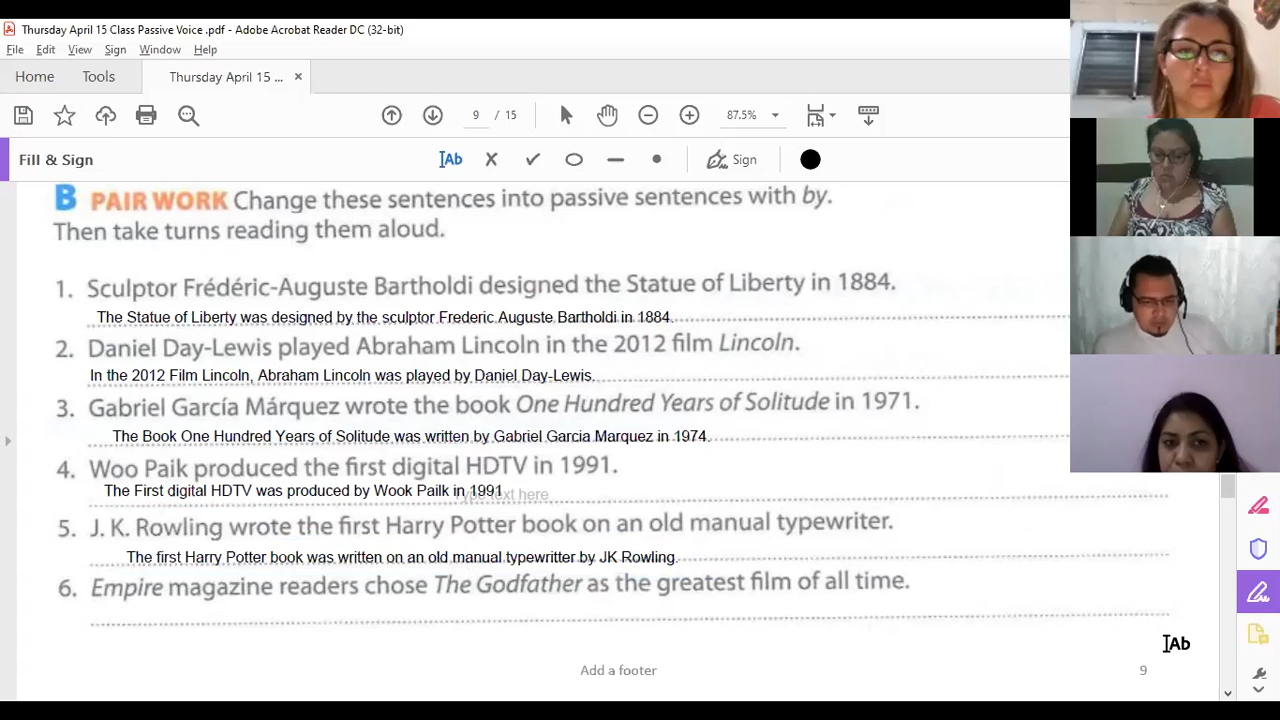 Thursday April 15 Class Passive Voice .pdf - Adobe Acrobat Reader DC (32-bit)
File Edit View Sign Window Help
Home Tools Thursday April 15 ... ×
9 / 15 87.5%
Fill & Sign Ab Sign
B PAIR WORK Change these sentences into passive sentences with by.
Then take turns reading them aloud.
1. Sculptor Frédéric-Auguste Bartholdi designed the Statue of Liberty in 1884.
The Statue of Liberty was designed by the sculptor Frederic Auguste Bartholdi in 1884.
2. Daniel Day-Lewis played Abraham Lincoln in the 2012 film Lincoln.
In the 2012 Film Lincoln, Abraham Lincoln was played by Daniel Day-Lewis.
3. Gabriel García Márquez wrote the book One Hundred Years of Solitude in 1971.
The Book One Hundred Years of Solitude was written by Gabriel Garcia Marquez in 1974.
4. Woo Paik produced the first digital HDTV in 1991.
The First digital HDTV was produced by Wook Pailk in 1991
Type text here
5. J. K. Rowling wrote the first Harry Potter book on an old manual typewriter.
The first Harry Potter book was written on an old manual typewritter by JK Rowling.
6. Empire magazine readers chose The Godfather as the greatest film of all time.
Ab
Add a footer 9